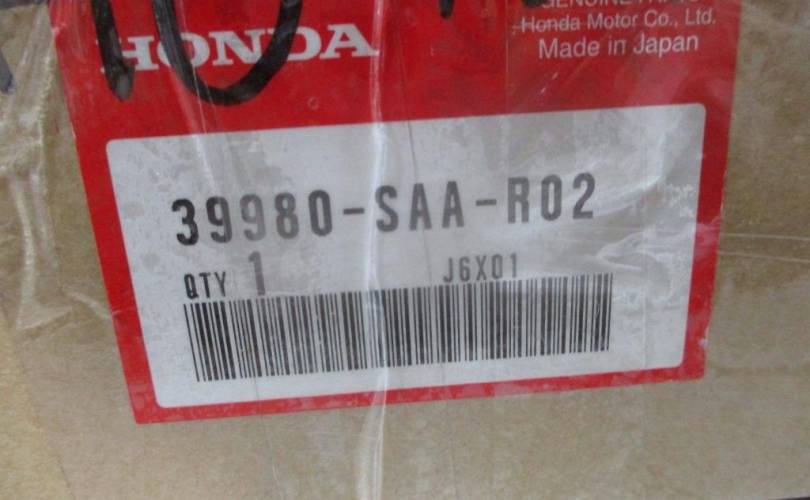 GENUINE PARTS
HONDA
Honda Motor Co., Ltd.
Made in Japan
39980-SAA-R02
QTY 1 J6X01